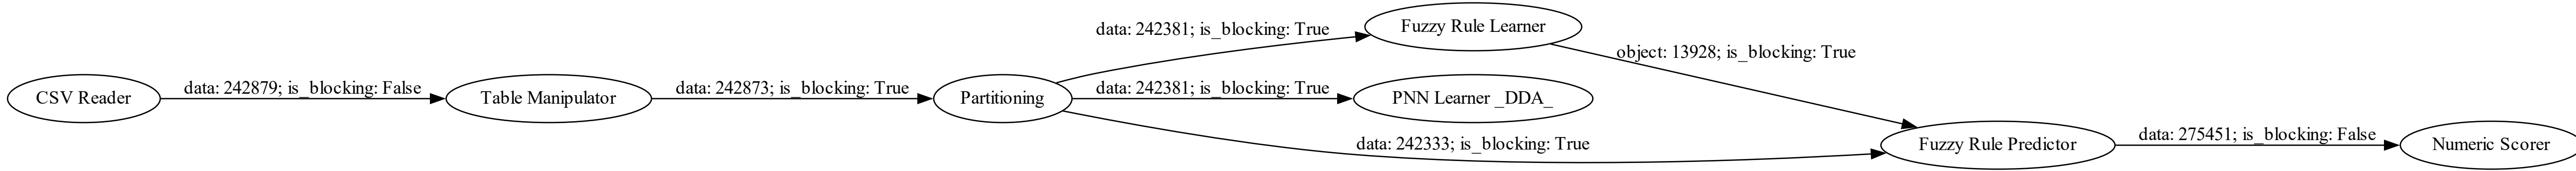 CSV Reader
data: 242879; is_blocking: False
Table Manipulator
data: 242873; is_blocking: True
Partitioning
data: 242381; is_blocking: True
Fuzzy Rule Learner
data: 242381; is_blocking: True
PNN Learner _DDA_
object: 13928; is_blocking: True
data: 242333; is_blocking: True
Fuzzy Rule Predictor
data: 275451; is_blocking: False
Numeric Scorer